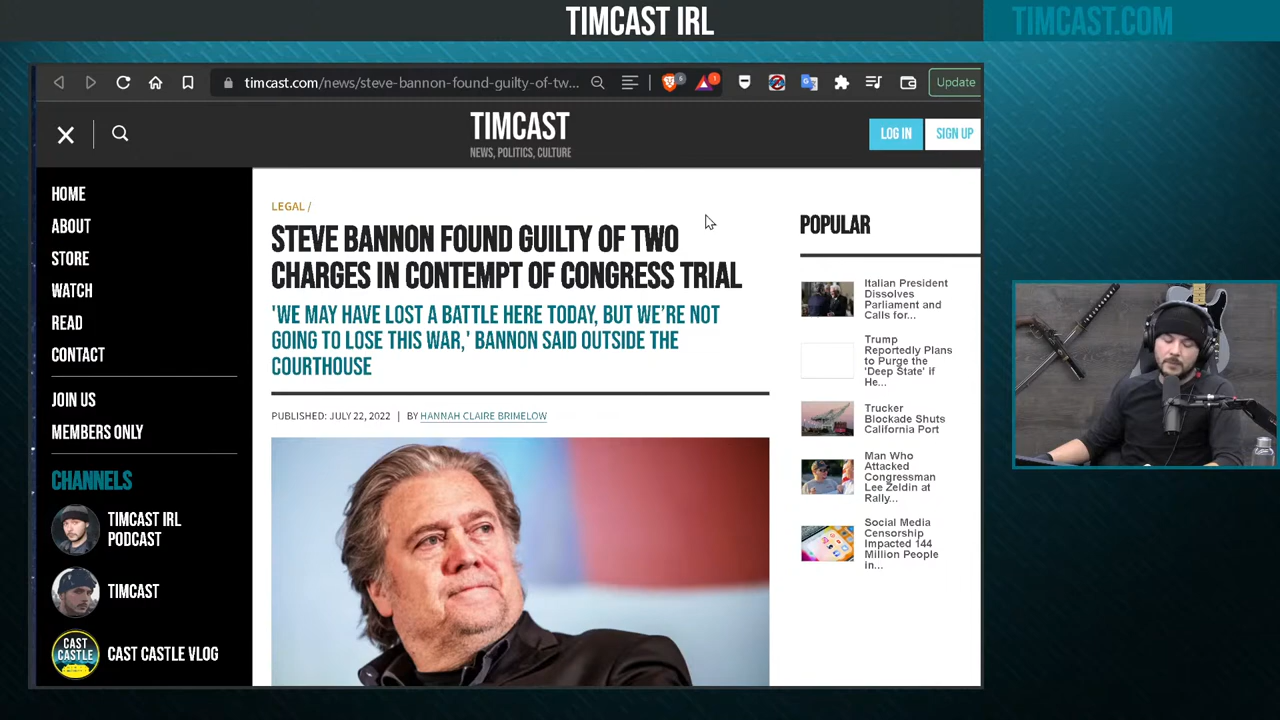 TIMCAST IRL
TIMCAST.COM
timcast.com/news/steve-bannon-found-guilty-of-tw...
6
1
Update
TIMCAST
NEWS, POLITICS, CULTURE
LOG IN
SIGN UP
HOME
ABOUT
STORE
WATCH
READ
CONTACT
JOIN US
MEMBERS ONLY
CHANNELS
TIMCAST IRL
PODCAST
TIMCAST
CAST
CASTLE
CAST CASTLE VLOG
LEGAL /
STEVE BANNON FOUND GUILTY OF TWO
CHARGES IN CONTEMPT OF CONGRESS TRIAL
'WE MAY HAVE LOST A BATTLE HERE TODAY, BUT WE’RE NOT
GOING TO LOSE THIS WAR,' BANNON SAID OUTSIDE THE
COURTHOUSE
PUBLISHED: JULY 22, 2022 | BY HANNAH CLAIRE BRIMELOW
POPULAR
Italian President
Dissolves
Parliament and
Calls for...
Trump
Reportedly Plans
to Purge the
'Deep State' if
He...
Trucker
Blockade Shuts
California Port
Man Who
Attacked
Congressman
Lee Zeldin at
Rally...
Social Media
Censorship
Impacted 144
Million People
in...